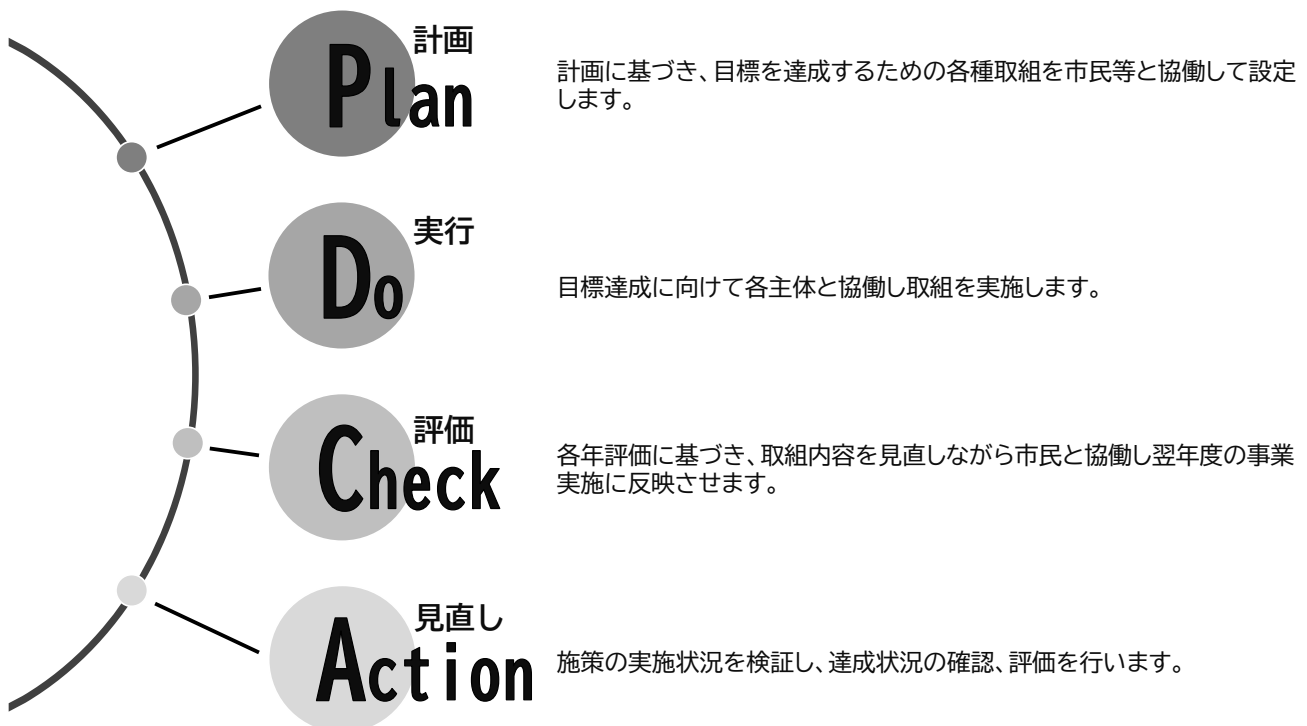 計画
Plan
計画に基づき、目標を達成するための各種取組を市民等と協働して設定
します。
実行
Do
目標達成に向けて各主体と協働し取組を実施します。
評価
Check
各年評価に基づき、取組内容を見直しながら市民と協働し翌年度の事業
実施に反映させます。
見直し
Action
施策の実施状況を検証し、達成状況の確認、評価を行います。